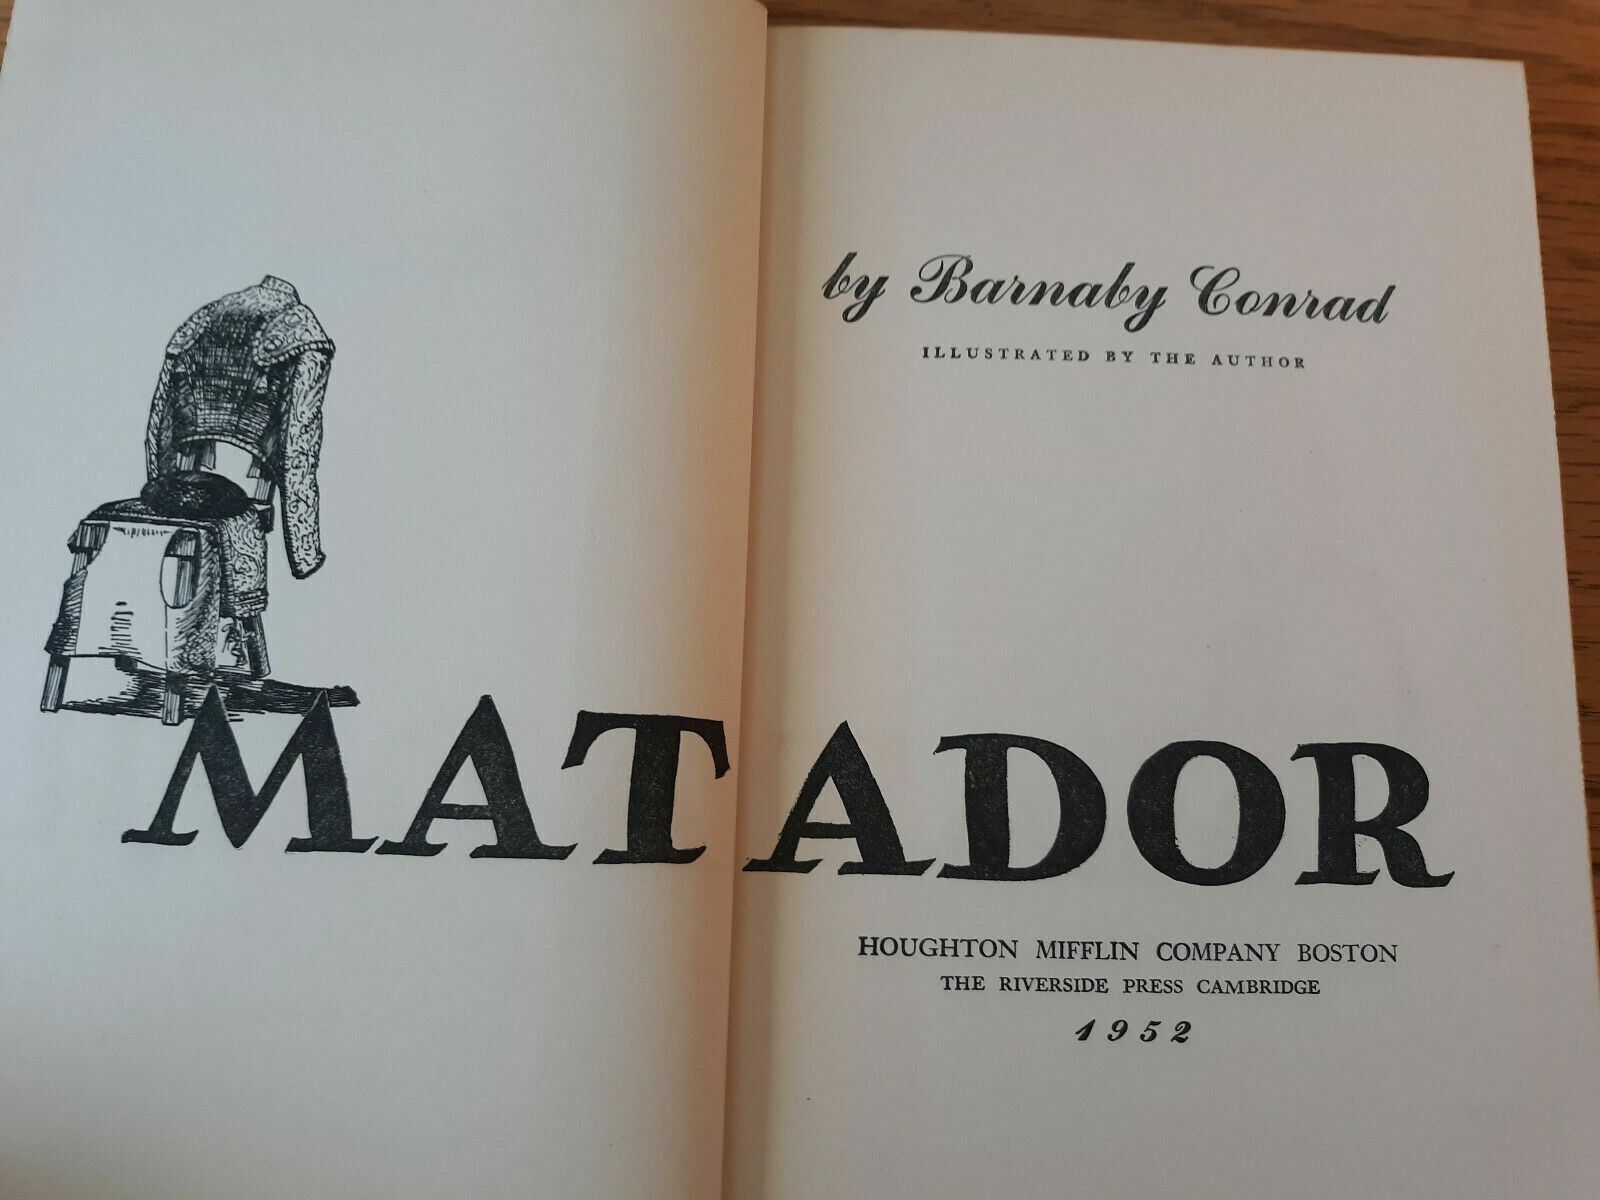 by Barnaby Conrad
ILLUSTRATED BY THE AUTHOR
MATADOR
HOUGHTON MIFFLIN COMPANY BOSTON
THE RIVERSIDE PRESS CAMBRIDGE
1952